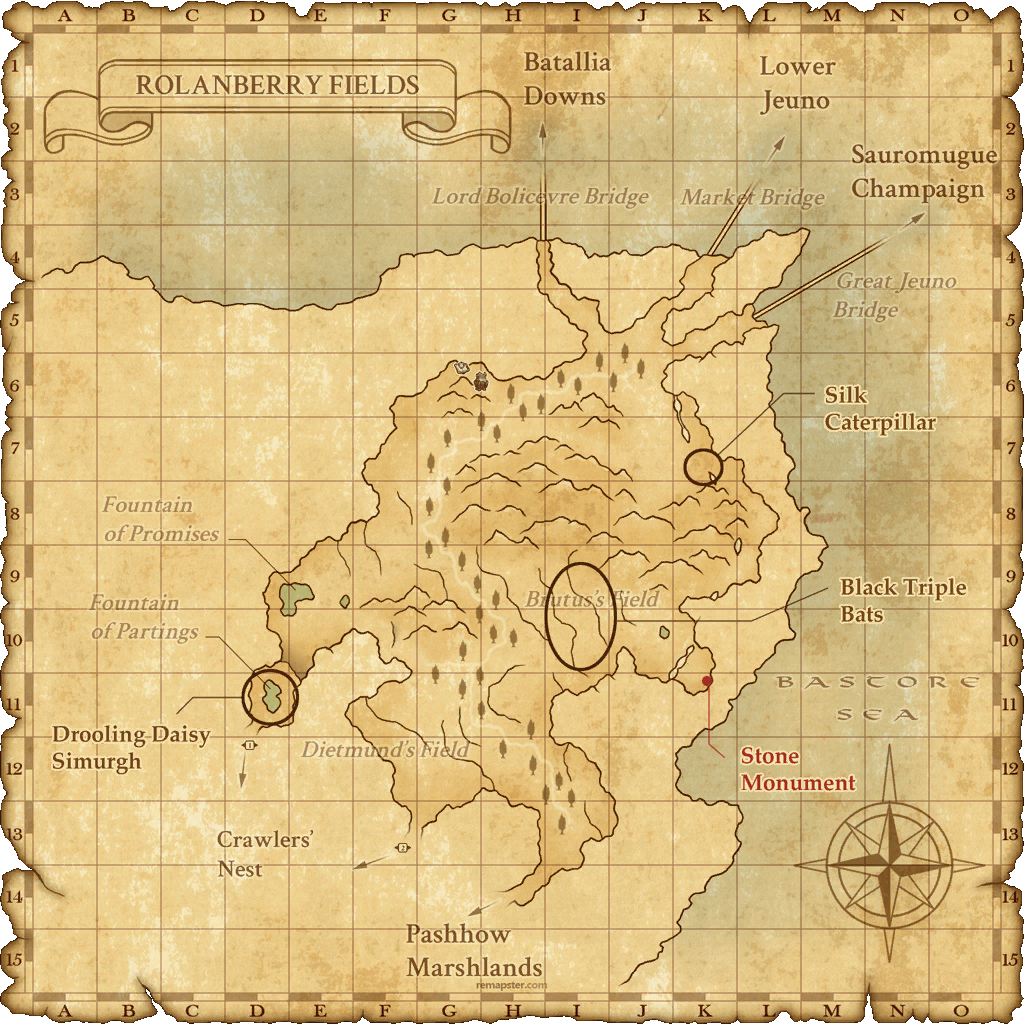 A B C D E F G H I J K L M N O
ROLANBERRY FIELDS
Batallia
Downs
Lower
Jeuno
Sauromugue
Champaign
Lord Bolicevre Bridge
Market Bridge
Great Jeuno
Bridge
Silk
Caterpillar
Fountain
of Promises
Black Triple
Bats
Brutus's Field
Fountain
of Partings
BASTORE
SEA
Drooling Daisy
Simurgh
1
Dietmund's Field
Stone
Monument
Crawlers'
Nest
2
Pashhow
Marshlands
remapster.com
1
2
3
4
5
6
7
8
9
10
11
12
13
14
15
1
2
3
4
5
6
7
8
9
10
11
12
13
14
15
A B C D E F G H I J K L M N O